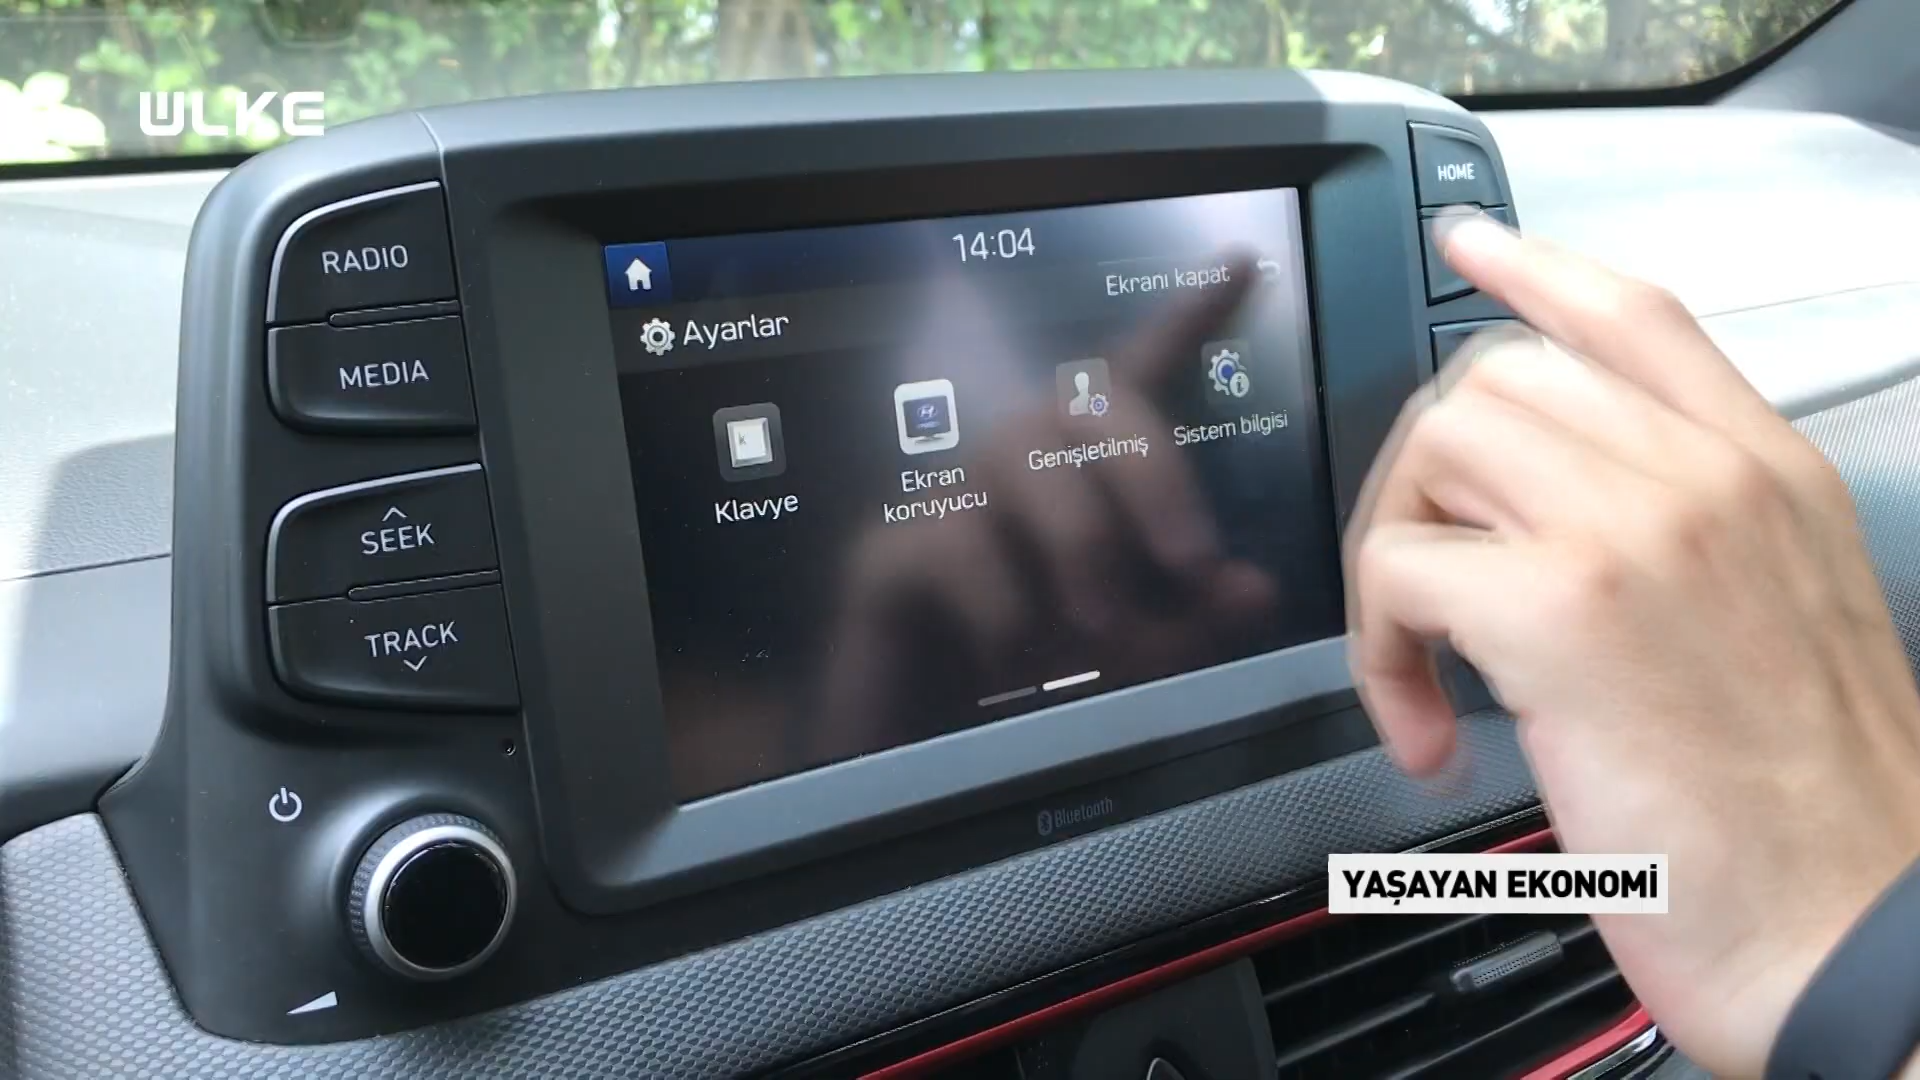 ULKE
HOME
RADIO
14:04
Ekranı kapat
Ayarlar
MEDIA
K
Klavye
Ekran
koruyucu
Genişletilmiş
Sistem bilgisi
SEEK
TRACK
Bluetooth
YAŞAYAN EKONOMİ